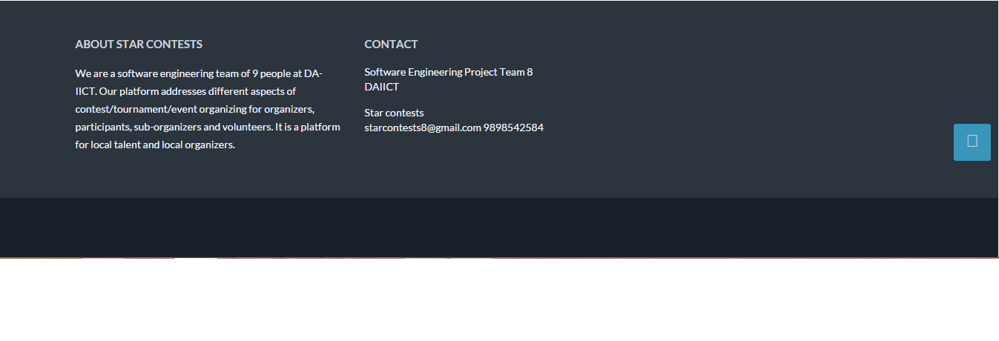 ABOUT STAR CONTESTS
We are a software engineering team of 9 people at DA-
IICT. Our platform addresses different aspects of
contest/tournament/event organizing for organizers,
participants, sub-organizers and volunteers. It is a platform
for local talent and local organizers.
CONTACT
Software Engineering Project Team 8
DAIICT
Star contests
starcontests8@gmail.com 9898542584